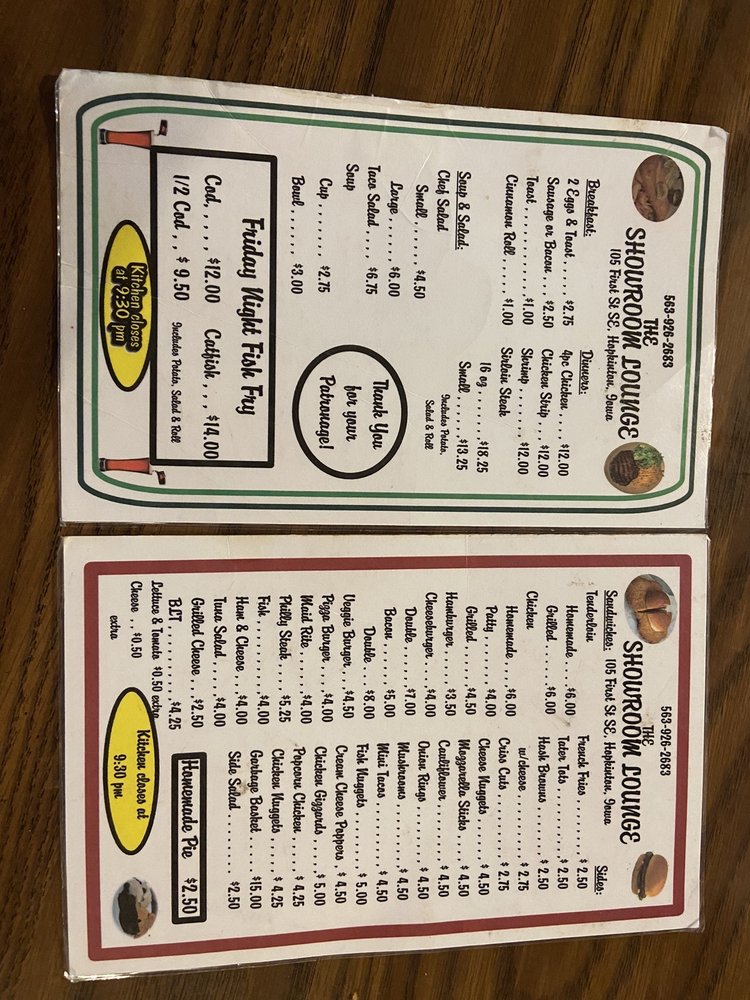 563-926-2683
THE
SHOWROOM LOUNGE
105 First St SE, Hopkinton, Iowa
Breakfast:
2 Eggs & Toast . . . . . $2.75
Sausage or Bacon . . . $2.50
Toast . . . . . . . . . . . $1.00
Cinnamon Roll . . . . . $1.00
Soup & Salad:
Chef Salad
Small . . . . . . $4.50
Large . . . . . . $6.00
Taco Salad . . . . $6.75
Soup
Cup . . . . . . . $2.75
Bowl . . . . . . $3.00
Dinners:
4pc Chicken . . . . $12.00
Chicken Strip . . . $12.00
Shrimp . . . . . . . . $12.00
Sirloin Steak
16 oz . . . . . . . $18.25
Small . . . . . . $13.25
Includes Potato,
Salad & Roll
Thank You
for your
Patronage!
Friday Night Fish Fry
Cod, . . . . $12.00 Catfish , . . $14.00
1/2 Cod . . $ 9.50 Includes Potato, Salad & Roll
Kitchen closes
at 9:30 pm
563-926-2683
THE
SHOWROOM LOUNGE
Sandwiches: 105 First St SE, Hopkinton, Iowa
Tenderloin
Homemade . . . $6.00
Grilled . . . . . . $6.00
Chicken
Homemade . . . $6.00
Patty . . . . . . . $4.00
Grilled . . . . . . $4.50
Hamburger . . . . . $3.50
Cheeseburger . . . . $4.00
Double . . . . . . $7.00
Bacon . . . . . . . . $5.00
Double . . . . . . $8.00
Veggie Burger . . . $4.50
Pizza Burger . . . . $4.00
Maid Rite . . . . . . $4.00
Philly Steak . . . . $5.25
Fish . . . . . . . . . . $4.00
Ham & Cheese . . . $4.00
Tuna Salad . . . . . $4.00
Grilled Cheese . . . $2.50
BLT . . . . . . . . . . $4.25
Lettuce & Tomato $0.50 extra
Cheese . . $0.50
extra
Sides:
French Fries . . . . . . . $ 2.50
Tater Tots . . . . . . . . . $ 2.50
Hash Browns . . . . . . . $ 2.50
w/cheese . . . . . . . . $ 2.75
Criss Cuts . . . . . . . . . $ 2.75
Cheese Nuggets . . . . . $ 4.50
Mozzarella Sticks . . . . $ 4.50
Cauliflower . . . . . . . . $ 4.50
Onion Rings . . . . . . . $ 4.50
Mushrooms . . . . . . . . $ 4.50
Mini Tacos . . . . . . . . $ 4.50
Fish Nuggets . . . . . . . $ 5.00
Cream Cheese Poppers . $ 4.50
Chicken Gizzards . . . . . $ 5.00
Popcorn Chicken . . . . . $ 4.25
Chicken Nuggets . . . . . $ 4.25
Garbage Basket . . . . . $15.00
Side Salad . . . . . . . . $2.50
Homemade Pie $2.50
Kitchen closes at
9:30 pm